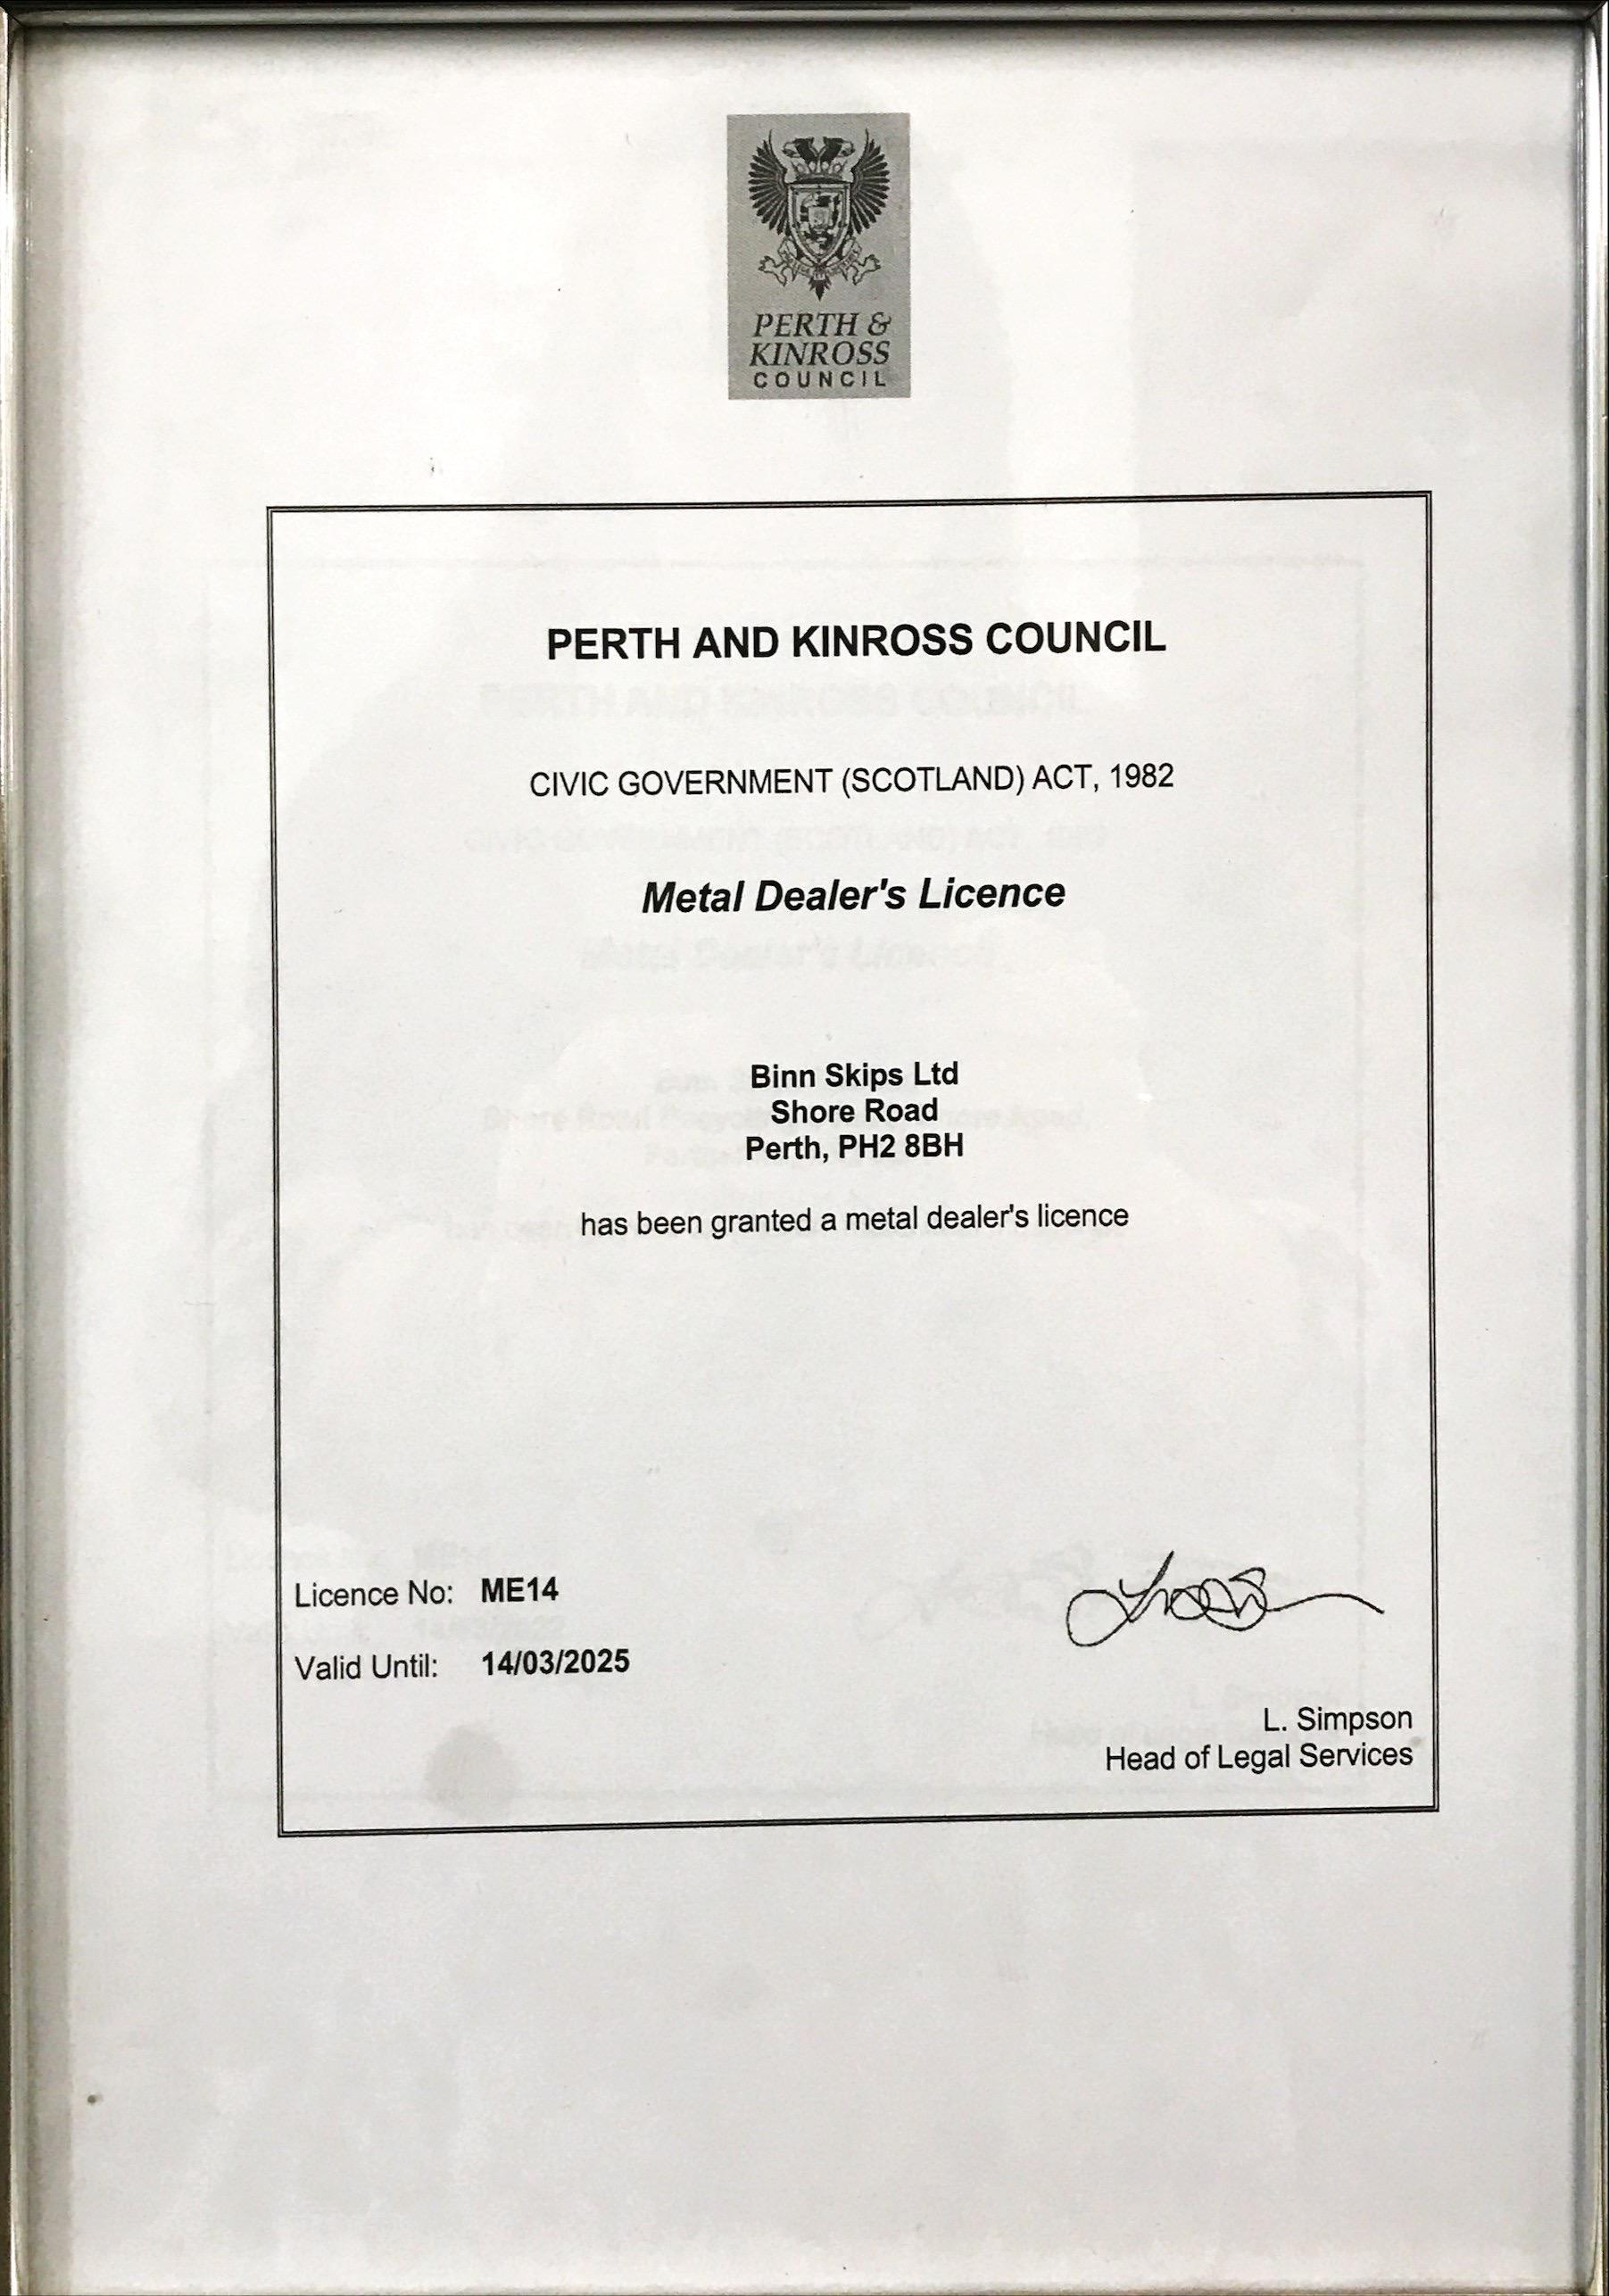 PERTH &
KINROSS
COUNCIL
PERTH AND KINROSS COUNCIL
CIVIC GOVERNMENT (SCOTLAND) ACT, 1982
Metal Dealer's Licence
Binn Skips Ltd
Shore Road
Perth, PH2 8BH
has been granted a metal dealer's licence
Licence No: ME14
Valid Until: 14/03/2025
L. Simpson
Head of Legal Services